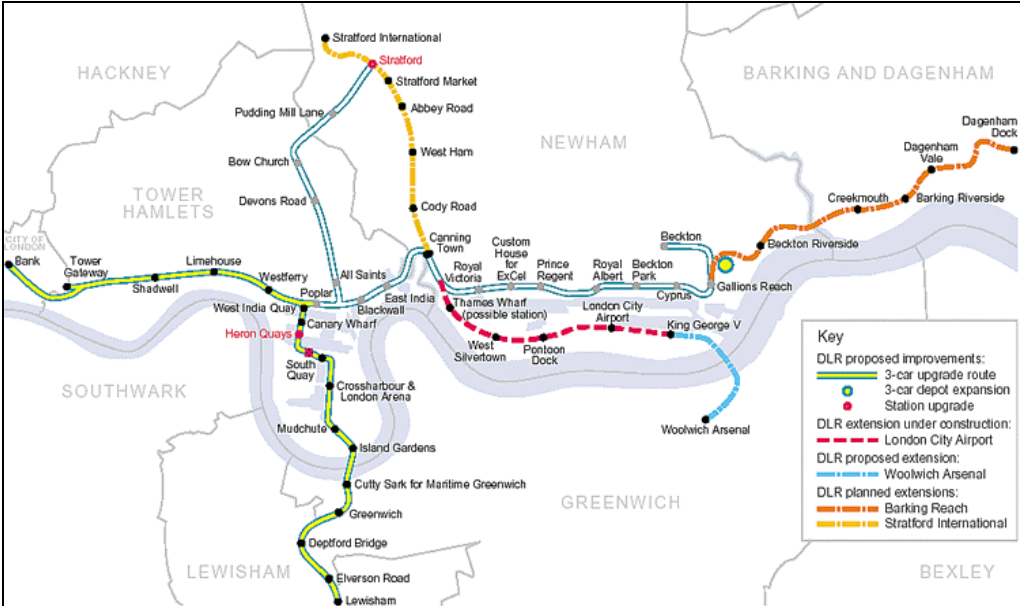 Stratford International
Stratford
HACKNEY
BARKING AND DAGENHAM
Stratford Market
Abbey Road
Pudding Mill Lane
NEWHAM
Dagenham
Dock
Dagenham
Vale
West Ham
Bow Church
TOWER
HAMLETS
Devons Road
Cody Road
Creekmouth
Barking Riverside
CITY OF
LONDON
Bank
Tower
Gateway
Limehouse
Shadwell
Westferry
Poplar
All Saints
Canning
Town
East India
Blackwall
Royal
Victoria
Custom
House
for
ExCel
Prince
Regent
Royal
Albert
Beckton
Park
Cyprus
Beckton
Beckton Riverside
Gallions Reach
West India Quay
Canary Wharf
Heron Quays
South
Quay
Thames Wharf
(possible station)
West
Silvertown
Pontoon
Dock
London City
Airport
King George V
Woolwich Arsenal
SOUTHWARK
Crossharbour &
London Arena
Mudchute
Island Gardens
Cutty Sark for Maritime Greenwich
Greenwich
GREENWICH
Deptford Bridge
LEWISHAM
Elverson Road
Lewisham
BEXLEY
Key
DLR proposed improvements:
3-car upgrade route
3-car depot expansion
Station upgrade
DLR extension under construction:
London City Airport
DLR proposed extension:
Woolwich Arsenal
DLR planned extensions:
Barking Reach
Stratford International